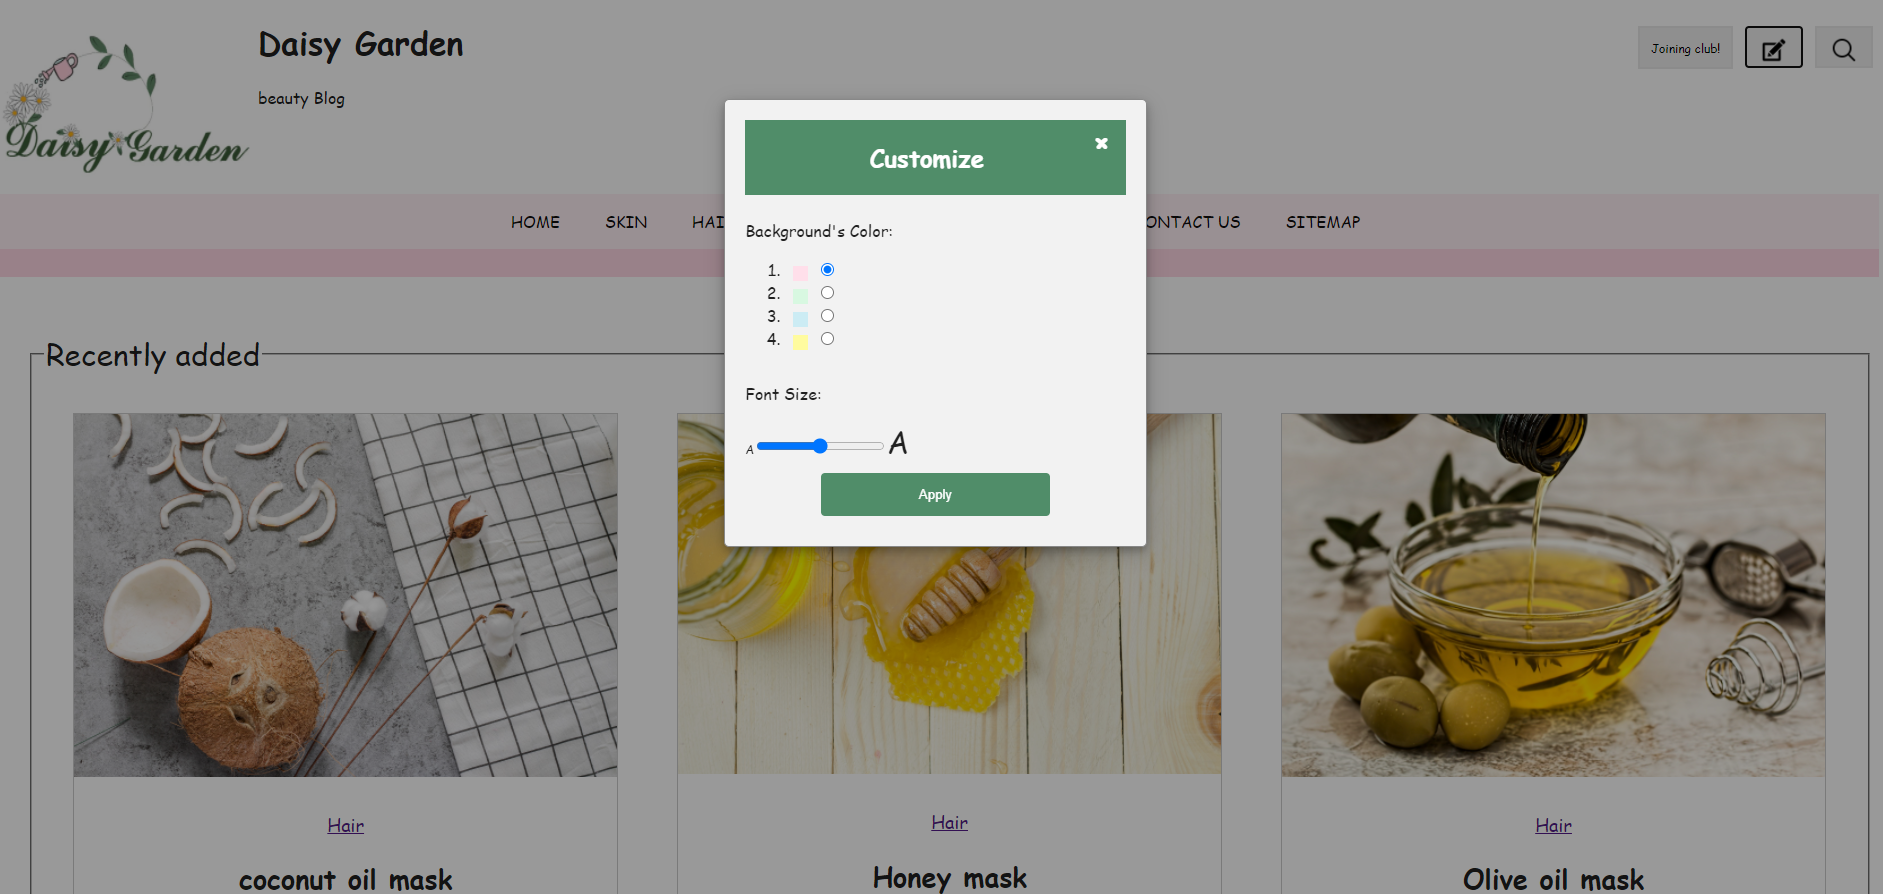 Daisy Garden
Daisy Garden
beauty Blog
Joining club!
HOME SKIN HAI ONTACT US SITEMAP
Customize
Background's Color:
1.
2.
3.
4.
Font Size:
A A
Apply
Recently added
Hair Hair Hair
coconut oil mask Honey mask Olive oil mask